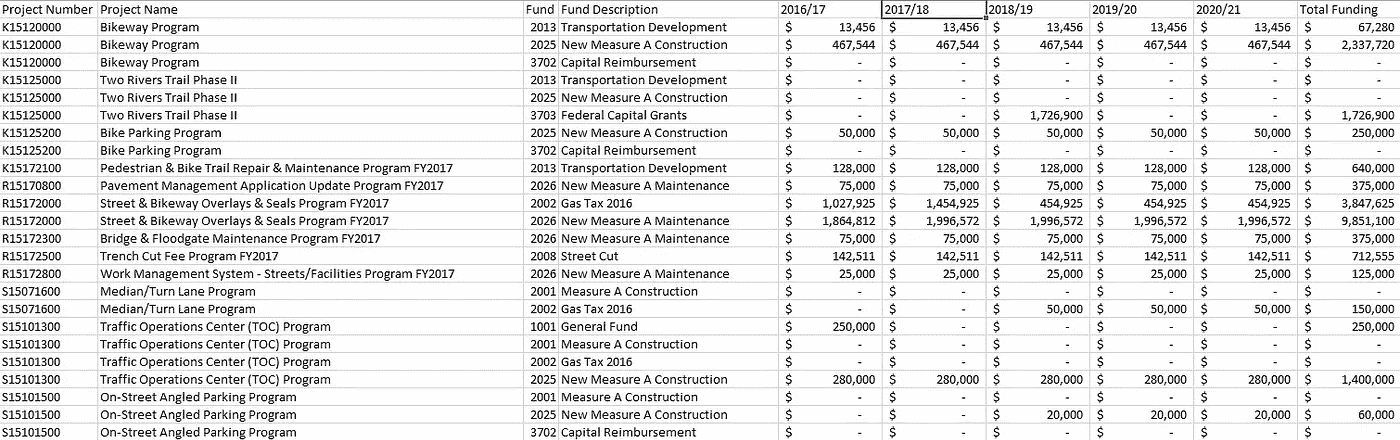 Project Number Project Name Fund Fund Description 2016/17 2017/18 2018/19 2019/20 2020/21 Total Funding
K15120000 Bikeway Program 2013 Transportation Development $ 13,456 $ 13,456 $ 13,456 $ 13,456 $ 13,456 $ 67,280
K15120000 Bikeway Program 2025 New Measure A Construction $ 467,544 $ 467,544 $ 467,544 $ 467,544 $ 467,544 $ 2,337,720
K15120000 Bikeway Program 3702 Capital Reimbursement $ - $ - $ - $ - $ - $ -
K15125000 Two Rivers Trail Phase II 2013 Transportation Development $ - $ - $ - $ - $ - $ -
K15125000 Two Rivers Trail Phase II 2025 New Measure A Construction $ - $ - $ - $ - $ - $ -
K15125000 Two Rivers Trail Phase II 3703 Federal Capital Grants $ - $ - $ 1,726,900 $ - $ - $ 1,726,900
K15125200 Bike Parking Program 2025 New Measure A Construction $ 50,000 $ 50,000 $ 50,000 $ 50,000 $ 50,000 $ 250,000
K15125200 Bike Parking Program 3702 Capital Reimbursement $ - $ - $ - $ - $ - $ -
K15172100 Pedestrian & Bike Trail Repair & Maintenance Program FY2017 2013 Transportation Development $ 128,000 $ 128,000 $ 128,000 $ 128,000 $ 128,000 $ 640,000
R15170800 Pavement Management Application Update Program FY2017 2026 New Measure A Maintenance $ 75,000 $ 75,000 $ 75,000 $ 75,000 $ 75,000 $ 375,000
R15172000 Street & Bikeway Overlays & Seals Program FY2017 2002 Gas Tax 2016 $ 1,027,925 $ 1,454,925 $ 454,925 $ 454,925 $ 454,925 $ 3,847,625
R15172000 Street & Bikeway Overlays & Seals Program FY2017 2026 New Measure A Maintenance $ 1,864,812 $ 1,996,572 $ 1,996,572 $ 1,996,572 $ 1,996,572 $ 9,851,100
R15172300 Bridge & Floodgate Maintenance Program FY2017 2026 New Measure A Maintenance $ 75,000 $ 75,000 $ 75,000 $ 75,000 $ 75,000 $ 375,000
R15172500 Trench Cut Fee Program FY2017 2008 Street Cut $ 142,511 $ 142,511 $ 142,511 $ 142,511 $ 142,511 $ 712,555
R15172800 Work Management System - Streets/Facilities Program FY2017 2026 New Measure A Maintenance $ 25,000 $ 25,000 $ 25,000 $ 25,000 $ 25,000 $ 125,000
S15071600 Median/Turn Lane Program 2001 Measure A Construction $ - $ - $ - $ - $ - $ -
S15071600 Median/Turn Lane Program 2002 Gas Tax 2016 $ - $ - $ 50,000 $ 50,000 $ 50,000 $ 150,000
S15101300 Traffic Operations Center (TOC) Program 1001 General Fund $ 250,000 $ - $ - $ - $ - $ 250,000
S15101300 Traffic Operations Center (TOC) Program 2001 Measure A Construction $ - $ - $ - $ - $ - $ -
S15101300 Traffic Operations Center (TOC) Program 2002 Gas Tax 2016 $ - $ - $ - $ - $ - $ -
S15101300 Traffic Operations Center (TOC) Program 2025 New Measure A Construction $ 280,000 $ 280,000 $ 280,000 $ 280,000 $ 280,000 $ 1,400,000
S15101500 On-Street Angled Parking Program 2001 Measure A Construction $ - $ - $ - $ - $ - $ -
S15101500 On-Street Angled Parking Program 2025 New Measure A Construction $ - $ - $ 20,000 $ 20,000 $ 20,000 $ 60,000
S15101500 On-Street Angled Parking Program 3702 Capital Reimbursement $ - $ - $ - $ - $ - $ -